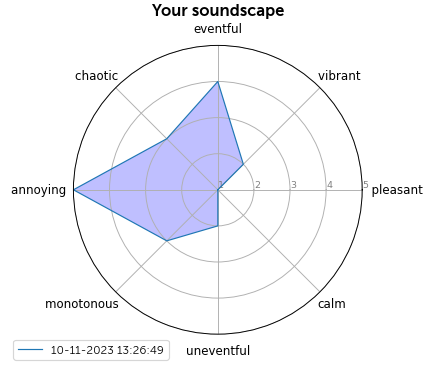 Your soundscape
eventful
chaotic vibrant
annoying 1 2 3 4 5 pleasant
monotonous calm
uneventful
10-11-2023 13:26:49